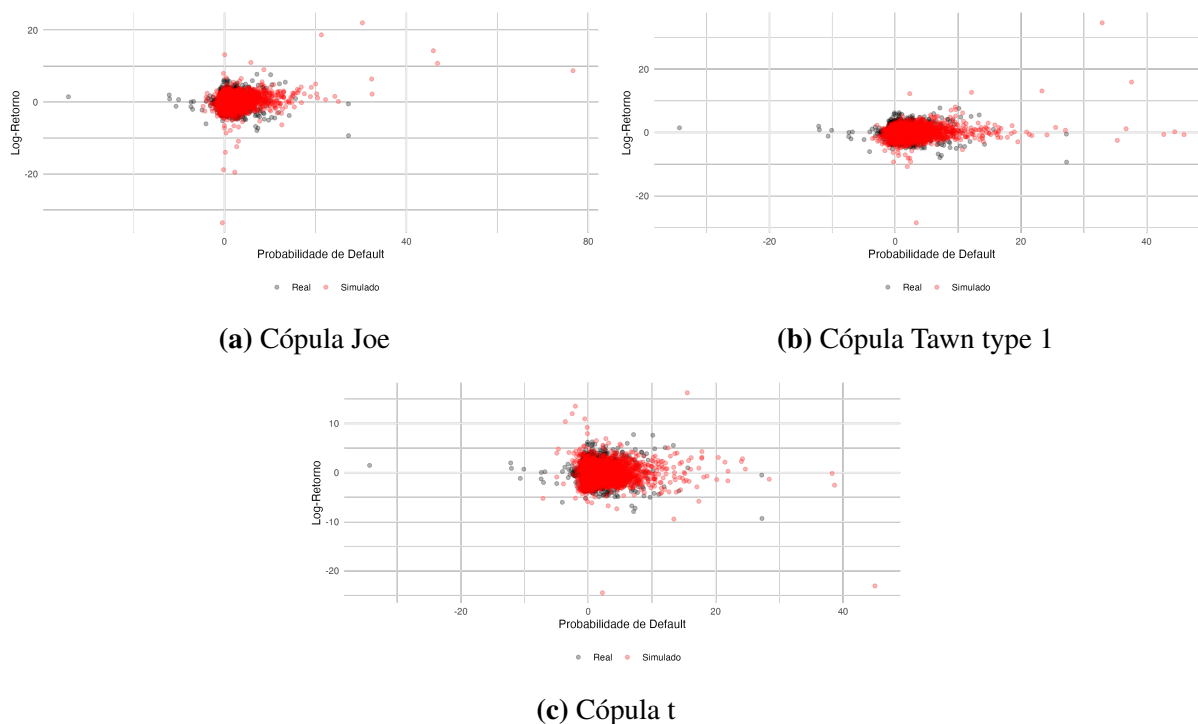 20
0
-20
Log-Retorno
0
40
80
Probabilidade de Default
Real Simulado
(a) Cópula Joe
20
0
-20
Log-Retorno
-20
0
20
40
Probabilidade de Default
Real Simulado
(b) Cópula Tawn type 1
10
0
-10
-20
Log-Retorno
-20
0
20
40
Probabilidade de Default
Real Simulado
(c) Cópula t